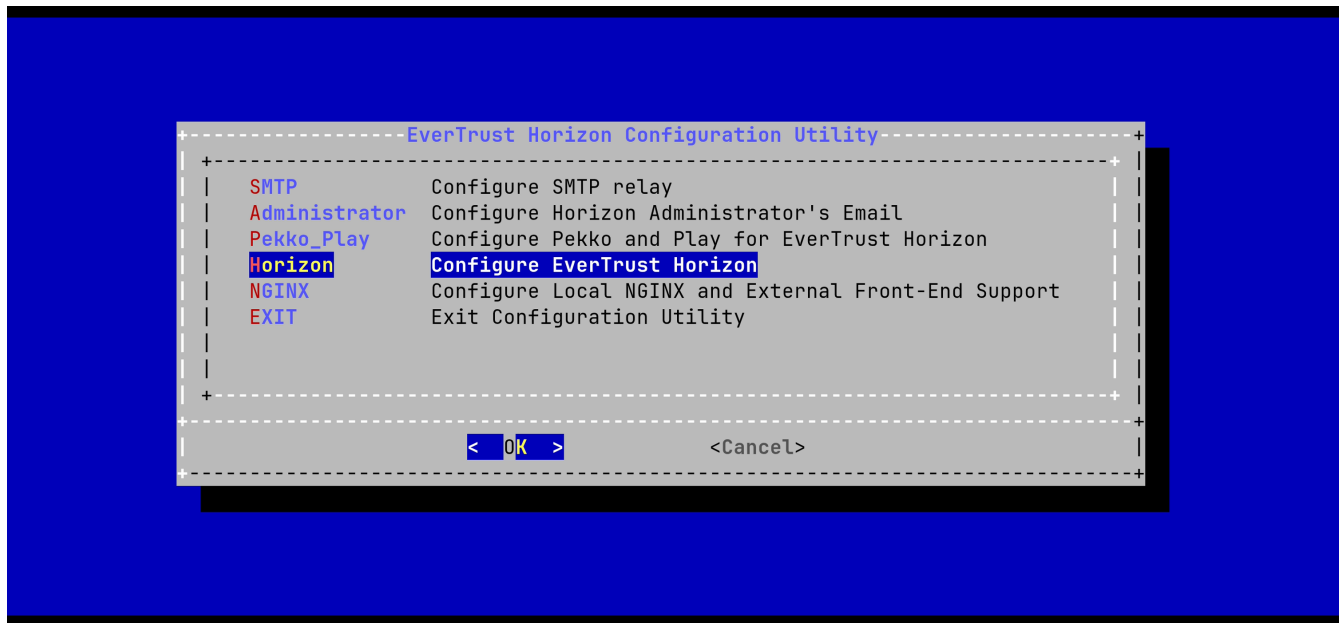 EverTrust Horizon Configuration Utility
SMTP Configure SMTP relay
Administrator Configure Horizon Administrator's Email
Pekko_Play Configure Pekko and Play for EverTrust Horizon
Horizon Configure EverTrust Horizon
NGINX Configure Local NGINX and External Front-End Support
EXIT Exit Configuration Utility
< OK > <Cancel>